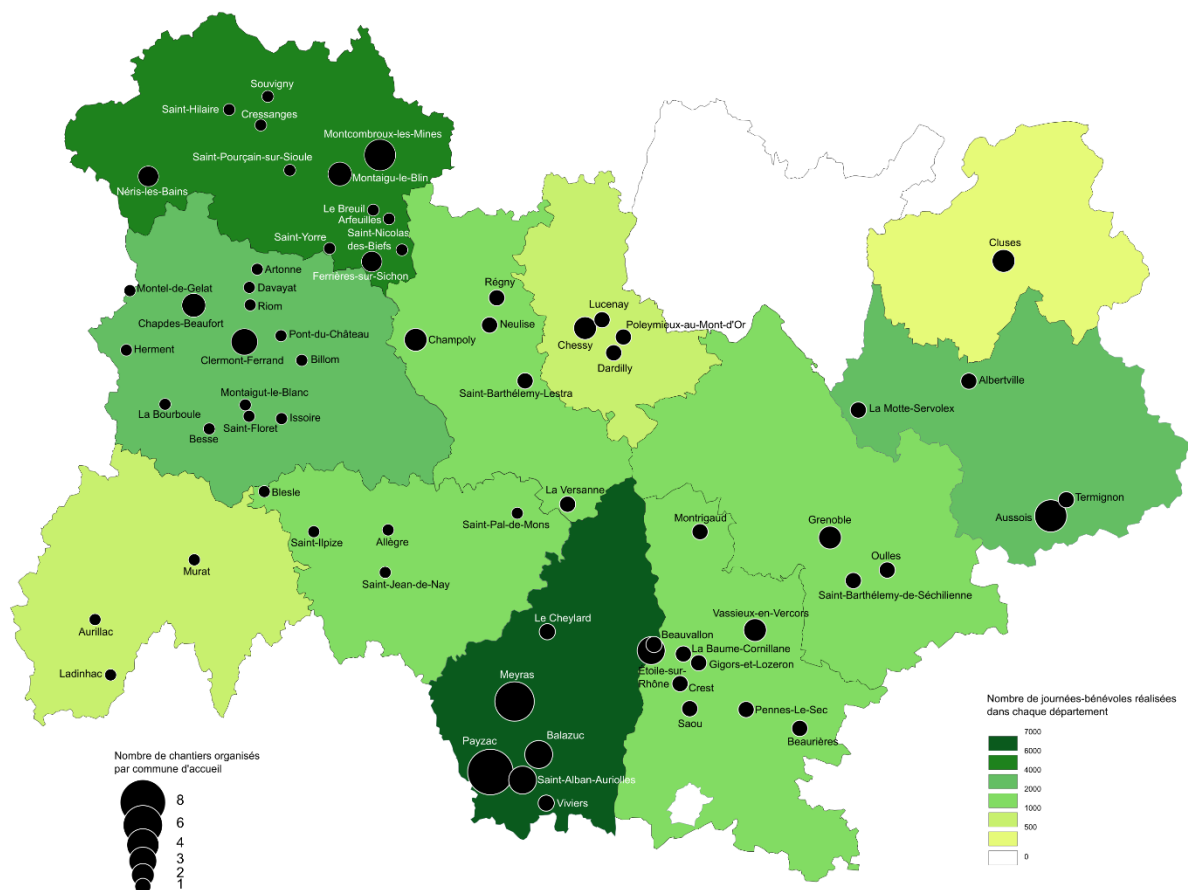 Souvigny
Saint-Hilaire
Cressanges
Montcombroux-les-Mines
Saint-Pourçain-sur-Sioule
Montaigu-le-Blin
Néris-les-Bains
Le Breuil
Arfeuilles
Saint-Nicolas
des-Biefs
Saint-Yorre
Ferrières-sur-Sichon
Artonne
Davayat
Montel-de-Gelat
Riom
Chapdes-Beaufort
Pont-du-Château
Herment
Clermont-Ferrand
Billom
Montaigut-le-Blanc
La Bourboule
Issoire
Saint-Floret
Besse
Régny
Neulise
Champoly
Saint-Barthélemy-Lestra
Lucenay
Poleymieux-au-Mont-d'Or
Chessy
Dardilly
Cluses
Albertville
La Motte-Servolex
Termignon
Aussois
Blesle
La Versanne
Saint-Pal-de-Mons
Saint-Ilpize
Allègre
Saint-Jean-de-Nay
Murat
Aurillac
Ladinhac
Montrigaud
Grenoble
Oulles
Saint-Barthélemy-de-Séchilienne
Vassieux-en-Vercors
Le Cheylard
Beauvallon
La Baume-Cornillane
Gigors-et-Lozeron
Etoile-sur-
Rhône
Crest
Saou
Pennes-Le-Sec
Beaurières
Meyras
Payzac
Balazuc
Saint-Alban-Auriolles
Viviers
Nombre de chantiers organisés
par commune d'accueil
8
6
4
3
2
1
Nombre de journées-bénévoles réalisées
dans chaque département
7000
6000
4000
2000
1000
500
0